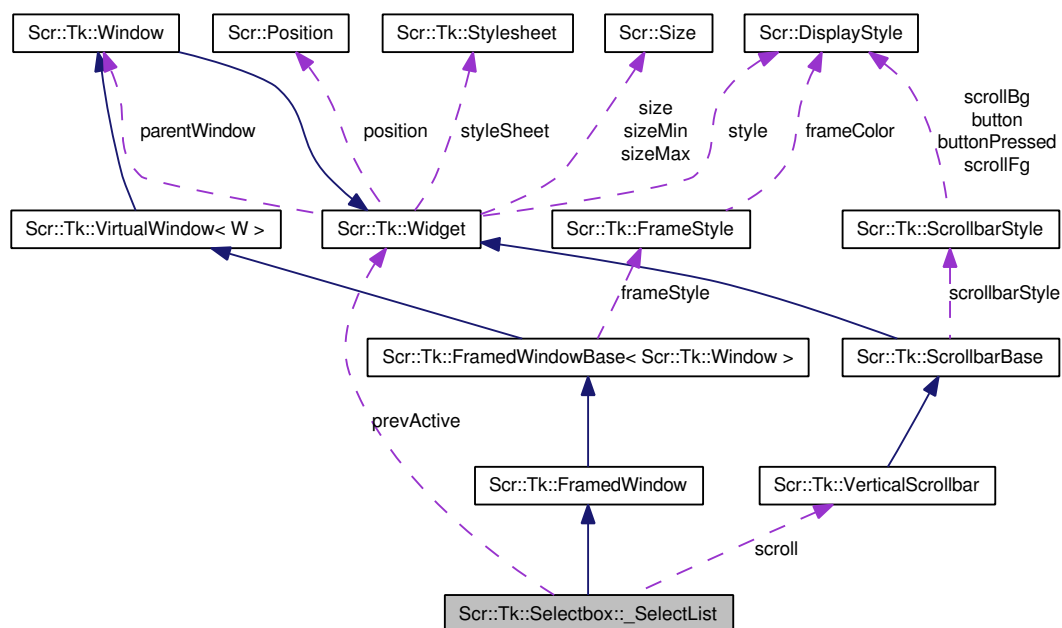 Scr::Tk::Window
Scr::Position
Scr::Tk::Stylesheet
Scr::Size
Scr::DisplayStyle
parentWindow
position
styleSheet
size
sizeMin
sizeMax
style
frameColor
scrollBg
button
buttonPressed
scrollFg
Scr::Tk::VirtualWindow< W >
Scr::Tk::Widget
Scr::Tk::FrameStyle
Scr::Tk::ScrollbarStyle
frameStyle
scrollbarStyle
Scr::Tk::FramedWindowBase< Scr::Tk::Window >
Scr::Tk::ScrollbarBase
prevActive
Scr::Tk::FramedWindow
Scr::Tk::VerticalScrollbar
scroll
Scr::Tk::Selectbox::_SelectList